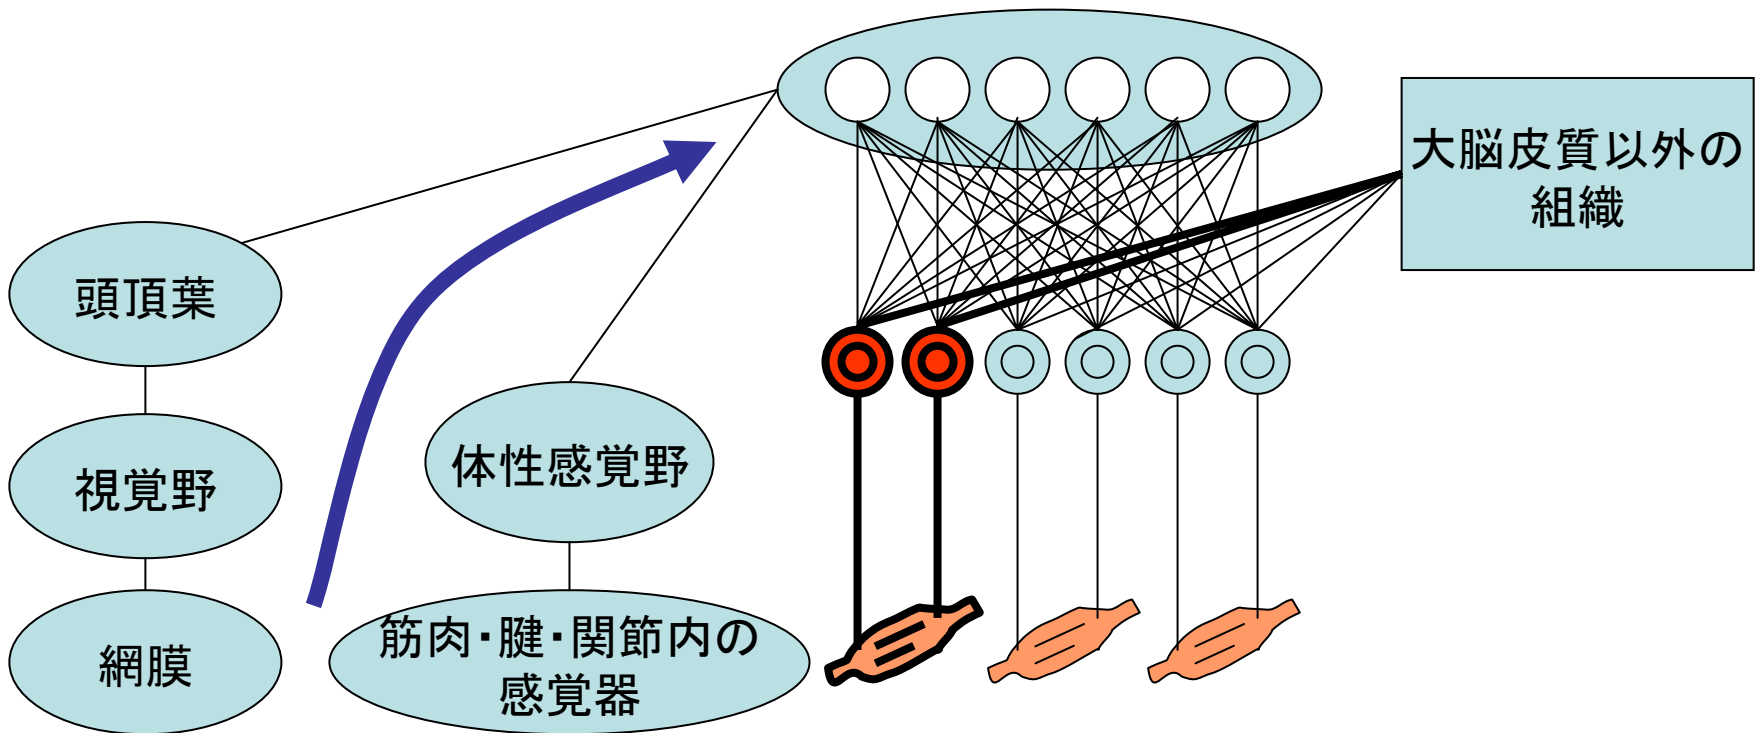 大脳皮質以外の
組織
頭頂葉
体性感覚野
視覚野
筋肉・腱・関節内の
感覚器
網膜